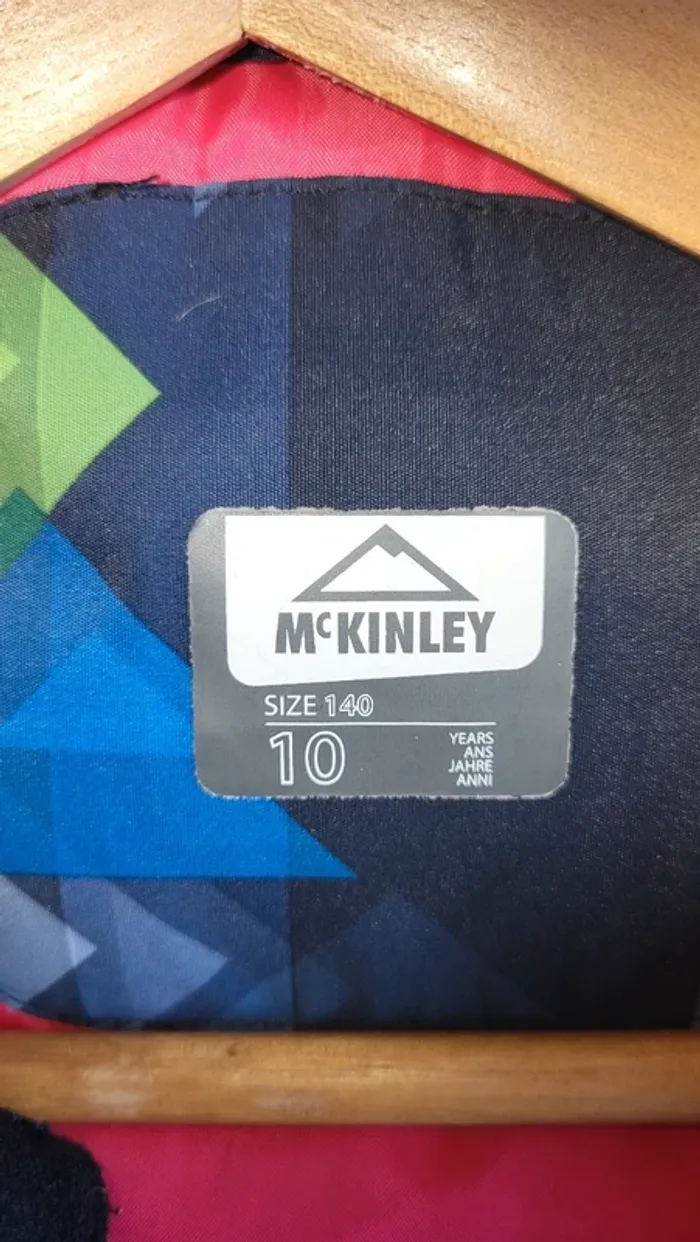 McKINLEY
SIZE 140
10
YEARS
ANS
JAHRE
ANNI